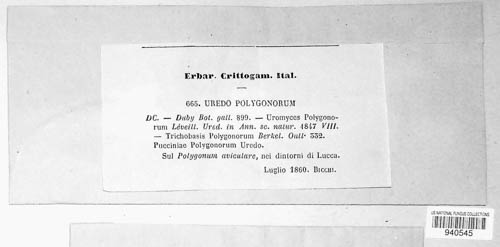 Erbar. Crittogam. Ital.
665. UREDO POLYGONORUM
DC. — Duby Bot. gall. 899. — Uromyces Polygono-
rum Léveill. Ured. in Ann. sc. natur. 1847 VIII.
— Trichobasis Polygonorum Berkel. Outl. 332.
Pucciniae Polygonorum Uredo.
Sul Polygonum aviculare, nei dintorni di Lucca.
Luglio 1860. BICCHI.
US NATIONAL FUNGUS COLLECTIONS
940545